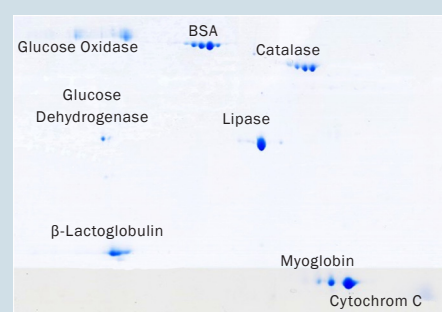 BSA
Glucose Oxidase
Catalase
Glucose
Dehydrogenase
Lipase
β-Lactoglobulin
Myoglobin
Cytochrom C